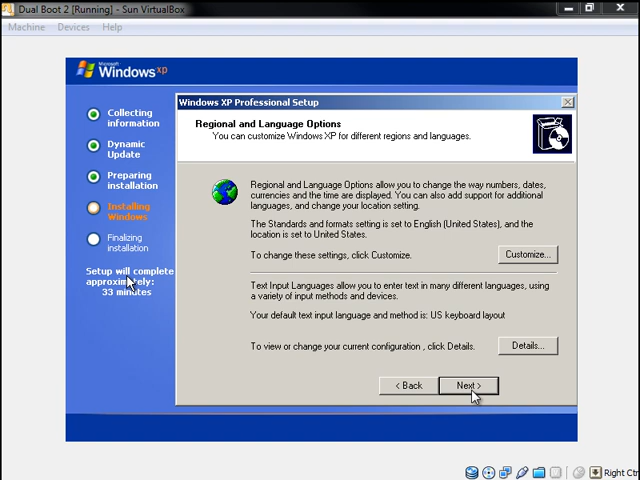 Dual Boot 2 [Running] - Sun VirtualBox
Machine Devices Help
Microsoft
Windows xp
Collecting
information
Dynamic
Update
Preparing
installation
Installing
Windows
Finalizing
installation
Setup will complete
approximately:
33 minutes
Windows XP Professional Setup
Regional and Language Options
You can customize Windows XP for different regions and languages.
Regional and Language Options allow you to change the way numbers, dates,
currencies and the time are displayed. You can also add support for additional
languages, and change your location setting.
The Standards and formats setting is set to English (United States), and the
location is set to United States.
To change these settings, click Customize.
Customize...
Text Input Languages allow you to enter text in many different languages, using
a variety of input methods and devices.
Your default text input language and method is: US keyboard layout
To view or change your current configuration , click Details.
Details...
< Back
Next >
Right Ctr